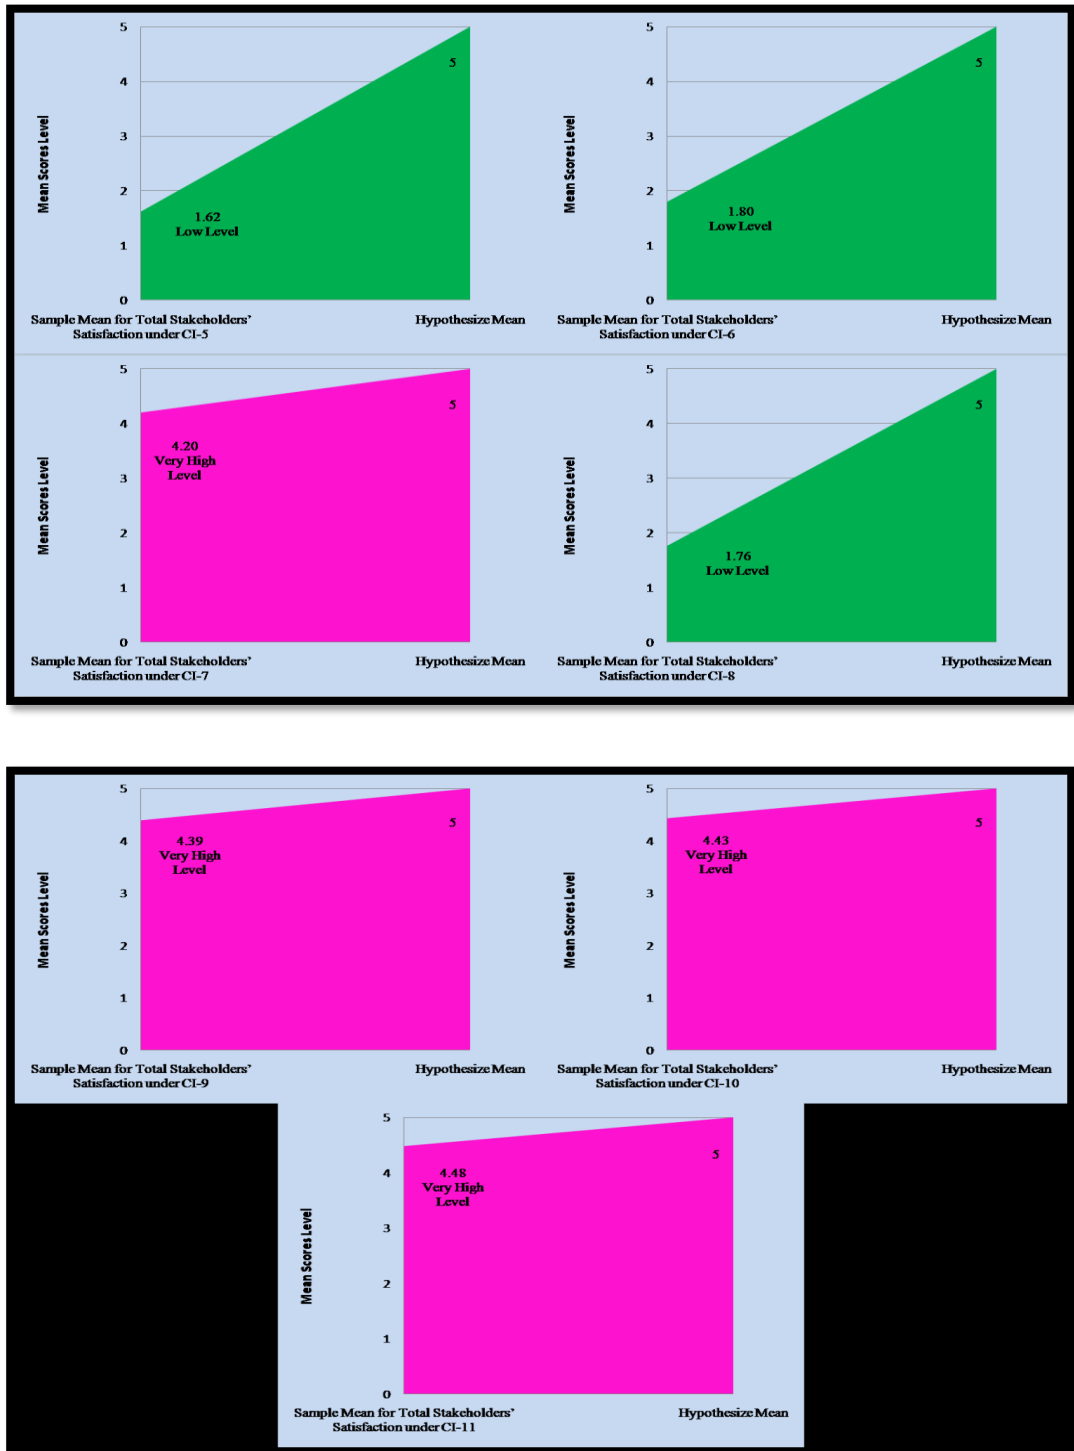 5
4
3
2
1
0
Mean Scores Level
5
1.62
Low Level
Sample Mean for Total Stakeholders'
Satisfaction under CI-5
Hypothesize Mean
5
4
3
2
1
0
Mean Scores Level
5
1.80
Low Level
Sample Mean for Total Stakeholders'
Satisfaction under CI-6
Hypothesize Mean
5
4
3
2
1
0
Mean Scores Level
5
4.20
Very High
Level
Sample Mean for Total Stakeholders'
Satisfaction under CI-7
Hypothesize Mean
5
4
3
2
1
0
Mean Scores Level
5
1.76
Low Level
Sample Mean for Total Stakeholders'
Satisfaction under CI-8
Hypothesize Mean
5
4
3
2
1
0
Mean Scores Level
5
4.39
Very High
Level
Sample Mean for Total Stakeholders'
Satisfaction under CI-9
Hypothesize Mean
5
4
3
2
1
0
Mean Scores Level
5
4.43
Very High
Level
Sample Mean for Total Stakeholders'
Satisfaction under CI-10
Hypothesize Mean
5
4
3
2
1
0
Mean Scores Level
5
4.48
Very High
Level
Sample Mean for Total Stakeholders'
Satisfaction under CI-11
Hypothesize Mean